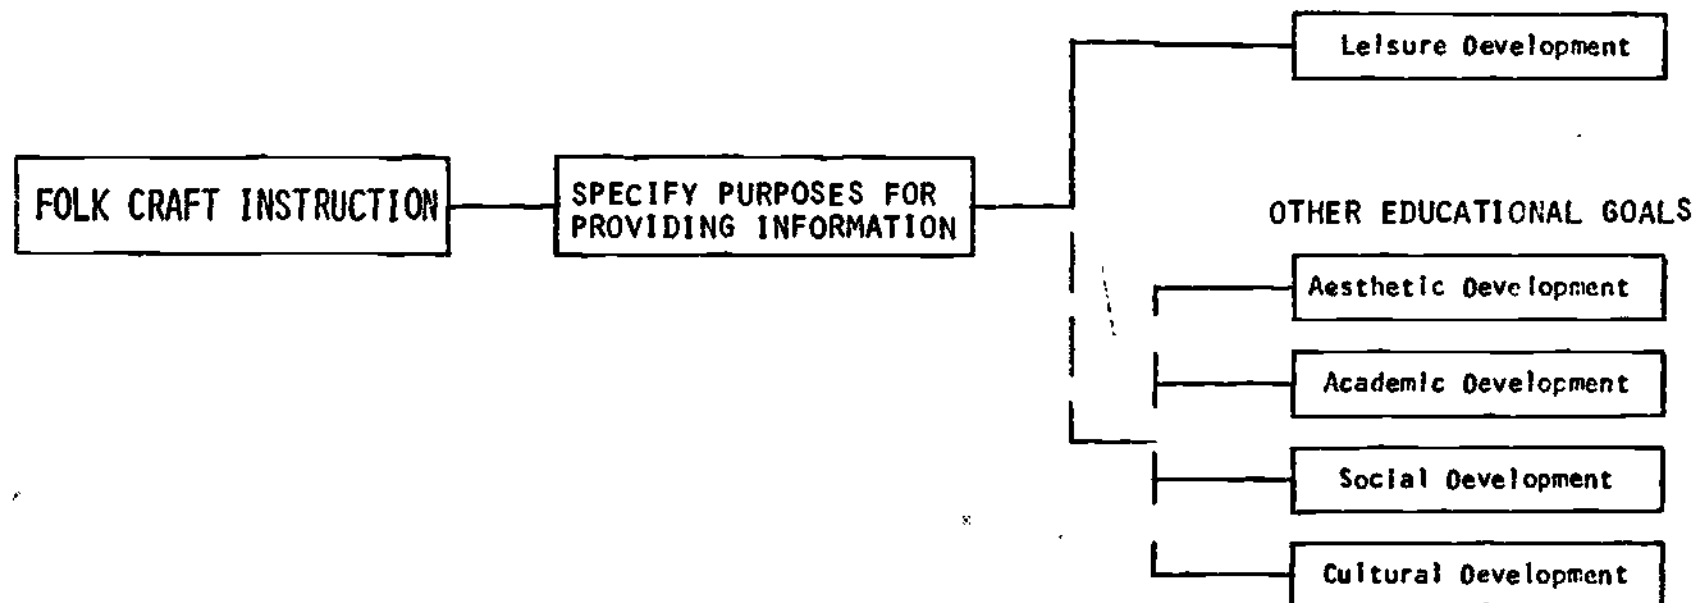 Leisure Development
FOLK CRAFT INSTRUCTION
SPECIFY PURPOSES FOR
PROVIDING INFORMATION
OTHER EDUCATIONAL GOALS
Aesthetic Development
Academic Development
Social Development
Cultural Development